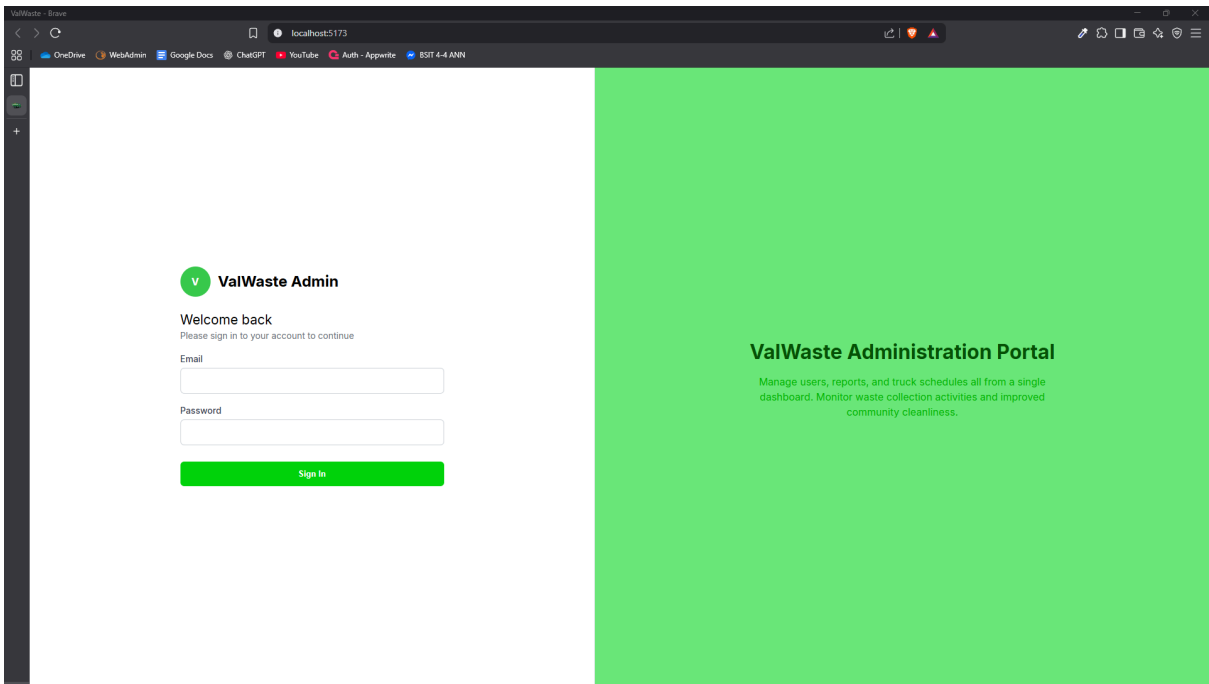 ValWaste - Brave
localhost:5173
OneDrive WebAdmin Google Docs ChatGPT YouTube Auth - Appwrite BSIT 4-4 ANN
V ValWaste Admin
Welcome back
Please sign in to your account to continue
Email
Password
Sign In
ValWaste Administration Portal
Manage users, reports, and truck schedules all from a single
dashboard. Monitor waste collection activities and improved
community cleanliness.